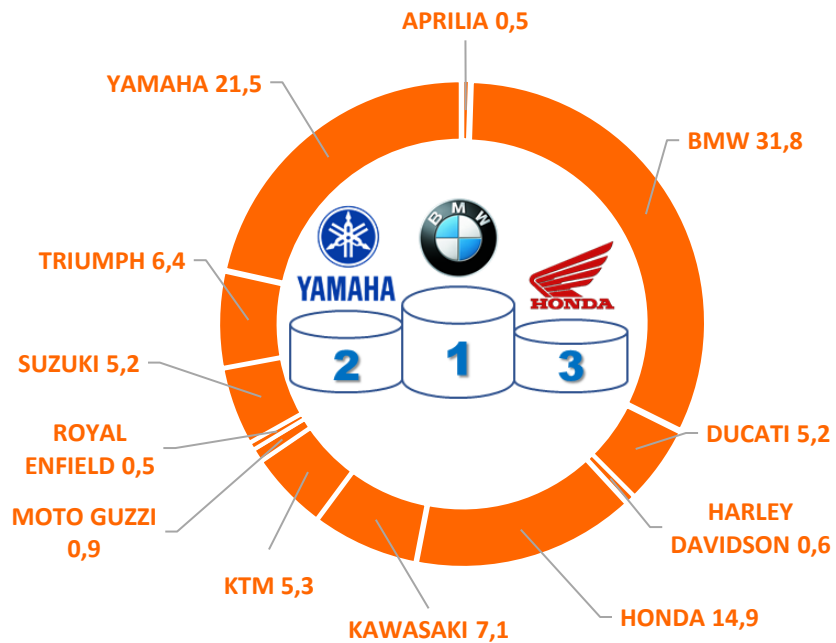 APRILIA 0,5
YAMAHA 21,5
BMW 31,8
BMW
TRIUMPH 6,4
YAMAHA
HONDA
2
1
3
SUZUKI 5,2
ROYAL
ENFIELD 0,5
DUCATI 5,2
MOTO GUZZI
0,9
HARLEY
DAVIDSON 0,6
KTM 5,3
HONDA 14,9
KAWASAKI 7,1